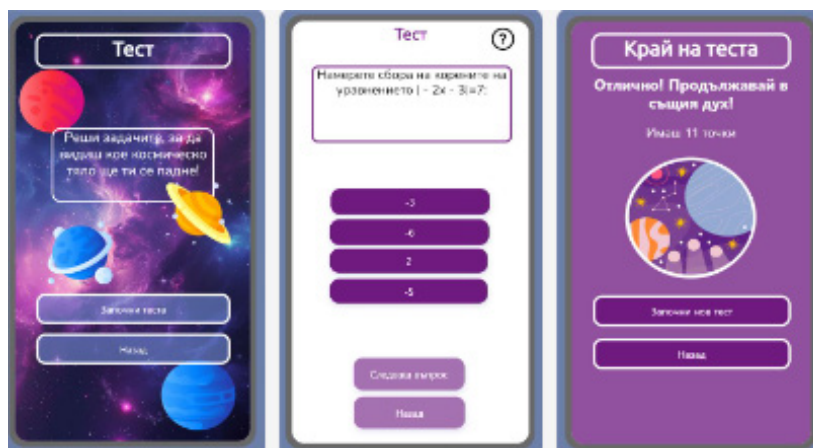 Тест
Реши задачите, за да
видиш кое космическо
тяло ще ти се падне!
Започни теста
Назад
Тест
?
Намерете сбора на корените на
уравнението | - 2x - 3|=7:
-3
-6
2
-5
Следващ въпрос
Назад
Край на теста
Отлично! Продължавай в
същия дух!
Имаш 11 точки
Започни нов тест
Назад